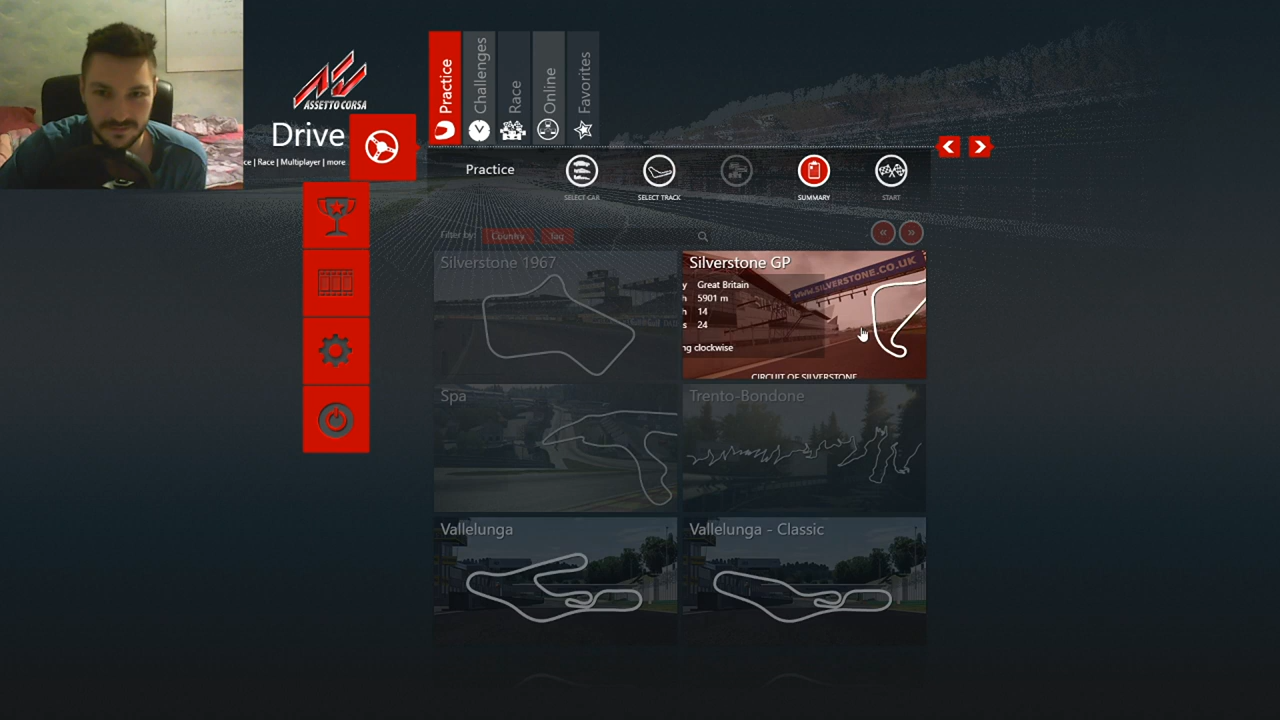 ASSETTO CORSA
Drive
ce | Race | Multiplayer | more
Practice
Challenges
Race
Online
Favorites
Practice
SELECT CAR
SELECT TRACK
SUMMARY
START
Filter by:
Country
Tag
Silverstone 1967
Silverstone GP
WWW.SILVERSTONE.CO.UK
y Great Britain
h 5901 m
h 14
s 24
ng clockwise
CIRCUIT OF SILVERSTONE
Spa
Trento-Bondone
Vallelunga
Vallelunga - Classic